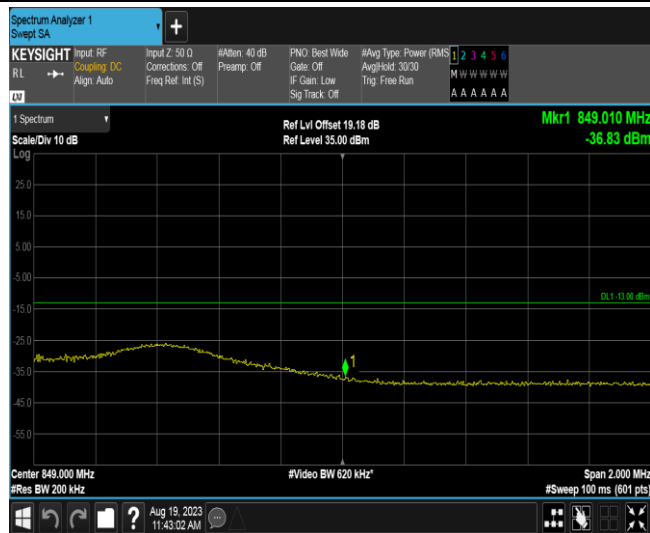 Spectrum Analyzer 1
Swept SA
+
KEYSIGHT
RL
LXI
Input: RF
Coupling: DC
Align: Auto
Input Z: 50 Ω
Corrections: Off
Freq Ref: Int (S)
#Atten: 40 dB
Preamp: Off
PNO: Best Wide
Gate: Off
IF Gain: Low
Sig Track: Off
#Avg Type: Power (RMS
Avg|Hold: 30/30
Trig: Free Run
1 2 3 4 5 6
M W W W W W
A A A A A A
1 Spectrum
Scale/Div 10 dB
Log
Ref Lvl Offset 19.18 dB
Ref Level 35.00 dBm
Mkr1 849.010 MHz
-36.83 dBm
25.0
15.0
5.00
-5.00
DL1 -13.00 dBm
-15.0
-25.0
1
-35.0
-45.0
-55.0
Center 849.000 MHz
#Res BW 200 kHz
#Video BW 620 kHz*
Span 2.000 MHz
#Sweep 100 ms (601 pts)
?
Aug 19, 2023
11:43:02 AM